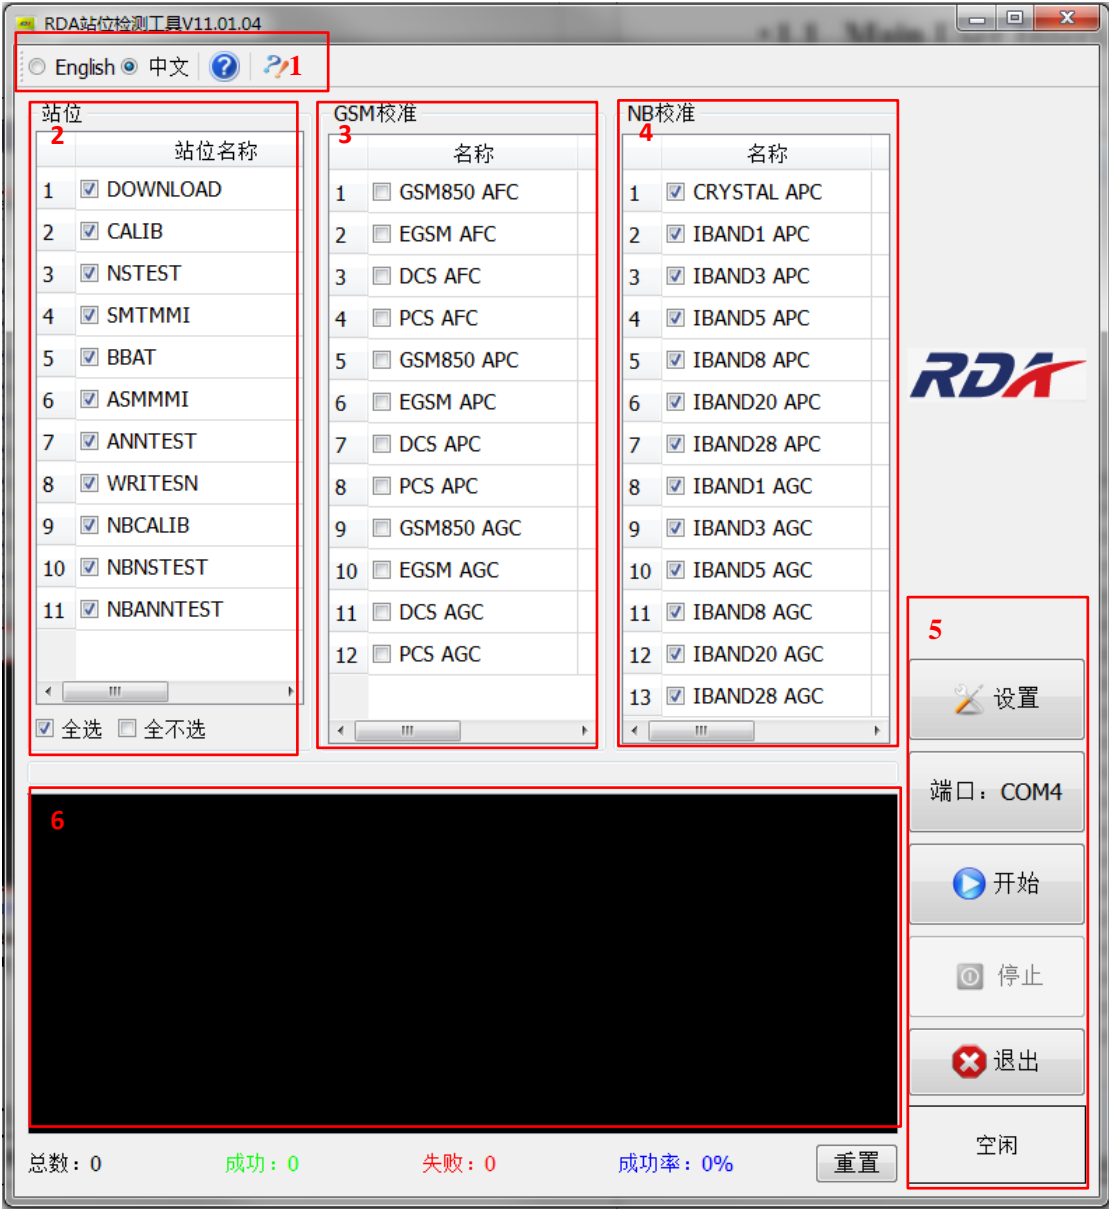 RDA站位检测工具V11.01.04
English 中文 1
站位
2
站位名称
1 DOWNLOAD
2 CALIB
3 NSTEST
4 SMTMMI
5 BBAT
6 ASMMMI
7 ANNTEST
8 WRITESN
9 NBCALIB
10 NBNSTEST
11 NBANNTEST
全选 全不选
GSM校准
3
名称
1 GSM850 AFC
2 EGSM AFC
3 DCS AFC
4 PCS AFC
5 GSM850 APC
6 EGSM APC
7 DCS APC
8 PCS APC
9 GSM850 AGC
10 EGSM AGC
11 DCS AGC
12 PCS AGC
NB校准
4
名称
1 CRYSTAL APC
2 IBAND1 APC
3 IBAND3 APC
4 IBAND5 APC
5 IBAND8 APC
6 IBAND20 APC
7 IBAND28 APC
8 IBAND1 AGC
9 IBAND3 AGC
10 IBAND5 AGC
11 IBAND8 AGC
12 IBAND20 AGC
13 IBAND28 AGC
RDA
5
设置
端口：COM4
开始
停止
退出
空闲
6
总数：0 成功：0 失败：0 成功率：0% 重置